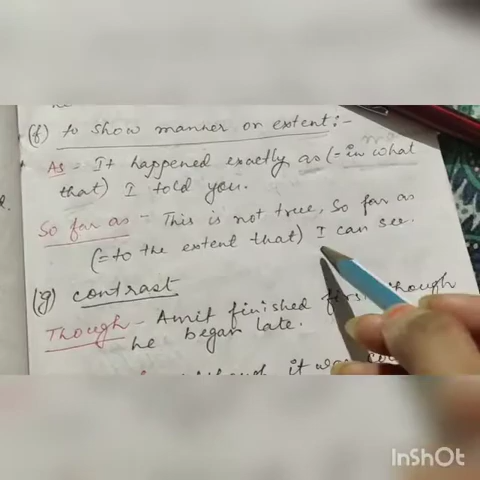 (f) to show manner or extent:-
As - It happened exactly as (= in what
that) I told you.
So far as - This is not true, So far as
(= to the extent that) I can see.
(g) contrast
Though - Amit finished first though
he began late.
it was
InShOt